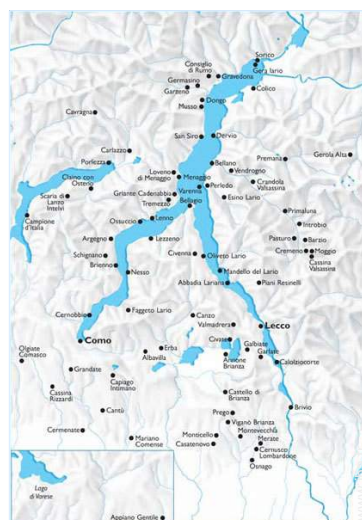 Sorico
Consiglio
di Rumo
Gera lario
Gravedona
Germasino
Garzeno
Colico
Dongo
Musso
Cavragna
San Siro
Dervio
Carlazzo
Bellano
Premana
Gerola Alta
Porlezza
Loveno
di Menaggio
Menaggio
Vendrogno
Claino con
Osteno
Varenna
Perledo
Crandola
Valsassina
Griante Cadenabbia
Tremezzo
Scaria di
Lanzo
Intelvi
Euno Lario
Bellagio
Lenno
Primaluna
Campione
d'Italia
Ossuccio
Introbio
Argegno
Lezzeno
Pasturo
Barzio
Schignano
Civenna
Oliveto Lario
Cremeno
Moggio
Cassina
Valsassina
Brienno
Nesso
Mandello del Lario
Abbadia Lariana
Piani Resinelli
Cernobbio
Faggeto Lario
Canzo
Valmadrera
Lecco
Como
Civate
Olgiate
Comasco
Erba
Albavilla
Galbiate
Garlate
Annone
Brianza
Calolziocorte
Grandate
Capiago
Intimiano
Cassina
Rizzardi
Castello di
Brianza
Cantù
Perego
Brivio
Viganò Brianza
Cermenate
Mariano
Comense
Monticello
Montevecchia
Casatenovo
Merate
Cernusco
Lombardone
Osnago
Lago
di Varese
Appiano Gentile